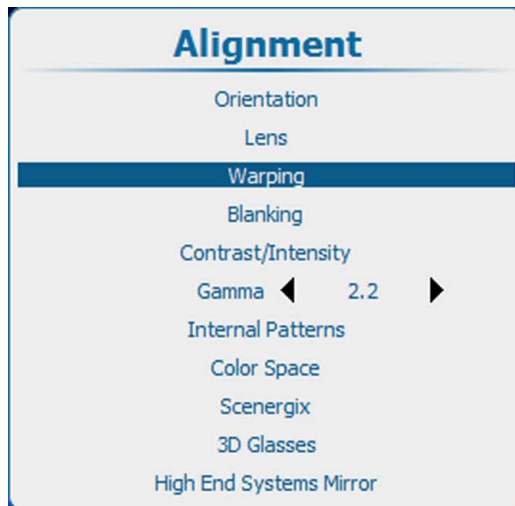 Alignment
Orientation
Lens
Warping
Blanking
Contrast/Intensity
Gamma 2.2
Internal Patterns
Color Space
Scenergix
3D Glasses
High End Systems Mirror